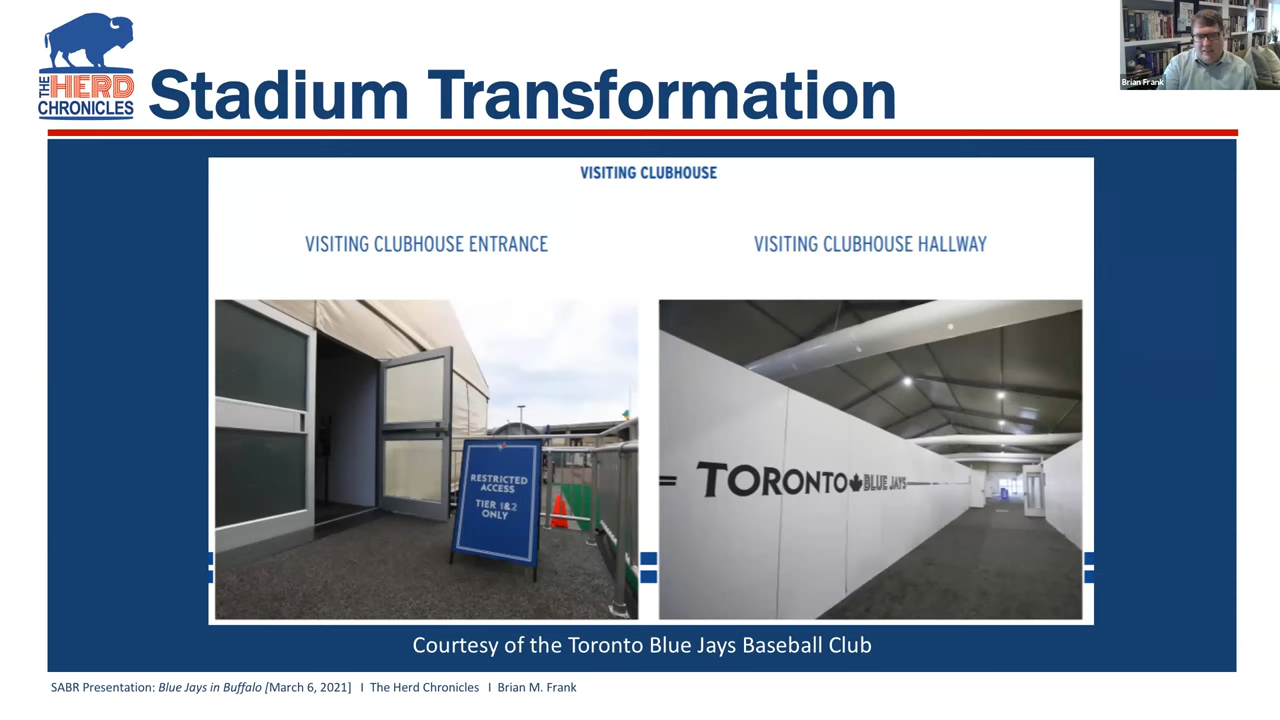 THE HERD
CHRONICLES
Stadium Transformation
Brian Frank
VISITING CLUBHOUSE
VISITING CLUBHOUSE ENTRANCE
VISITING CLUBHOUSE HALLWAY
RESTRICTED
ACCESS
TIER 1&2
ONLY
TORONTO BLUE JAYS
Courtesy of the Toronto Blue Jays Baseball Club
SABR Presentation: Blue Jays in Buffalo [March 6, 2021] I The Herd Chronicles I Brian M. Frank